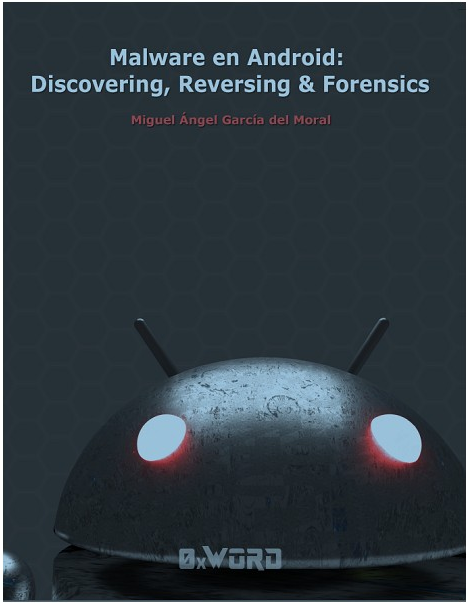 Malware en Android:
Discovering, Reversing & Forensics
Miguel Ángel García del Moral
0xWORD